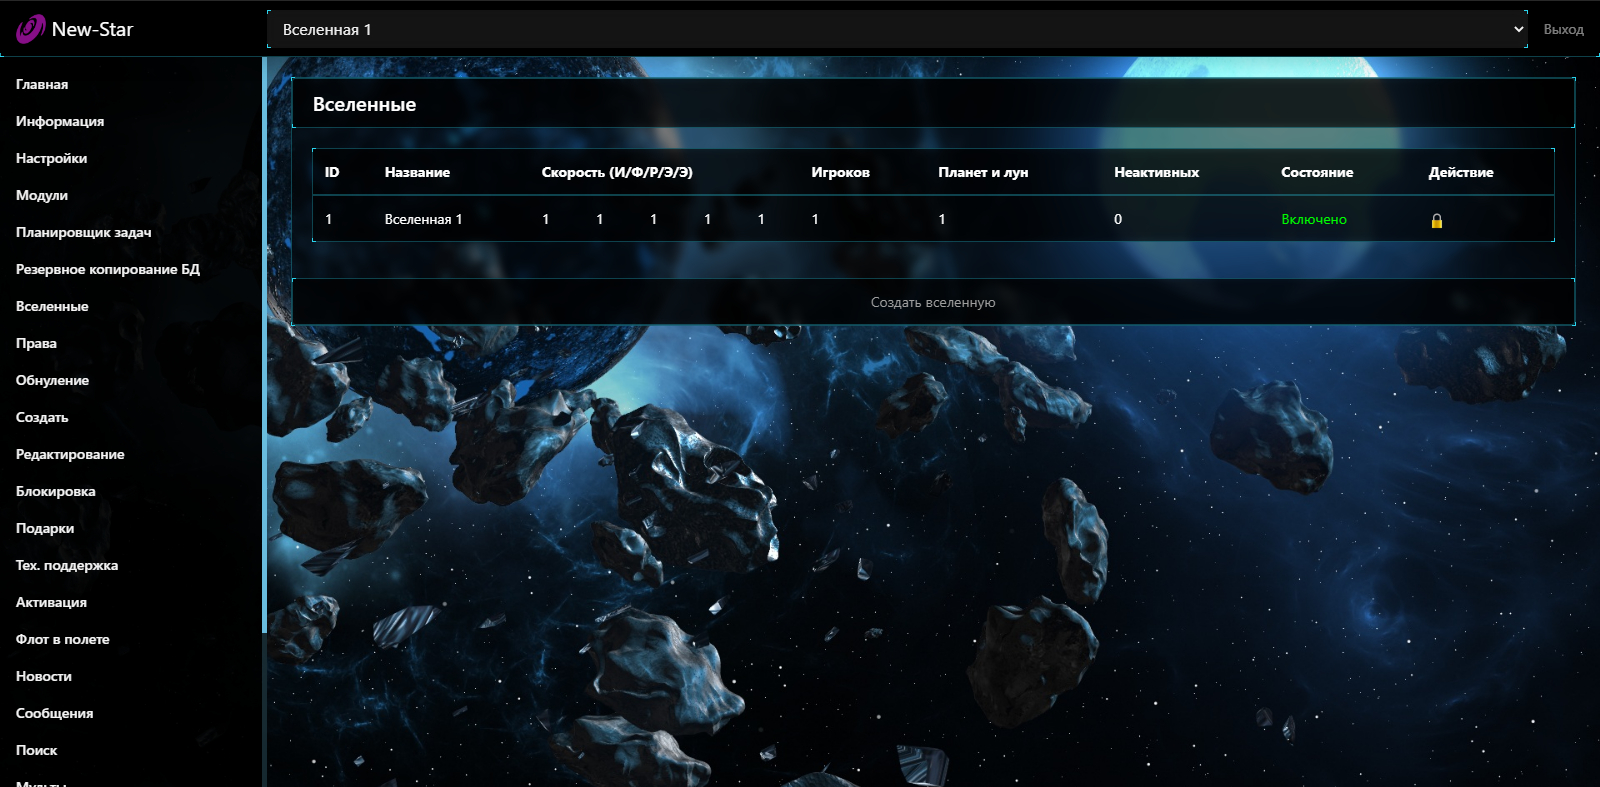 New-Star
Вселенная 1
Выход
Главная
Информация
Настройки
Модули
Планировщик задач
Резервное копирование БД
Вселенные
Права
Обнуление
Создать
Редактирование
Блокировка
Подарки
Тех. поддержка
Активация
Флот в полете
Новости
Сообщения
Поиск
Мульты
Вселенные
ID Название Скорость (И/Ф/Р/Э/Э) Игроков Планет и лун Неактивных Состояние Действие
1 Вселенная 1 1 1 1 1 1 1 1 0 Включено
Создать вселенную